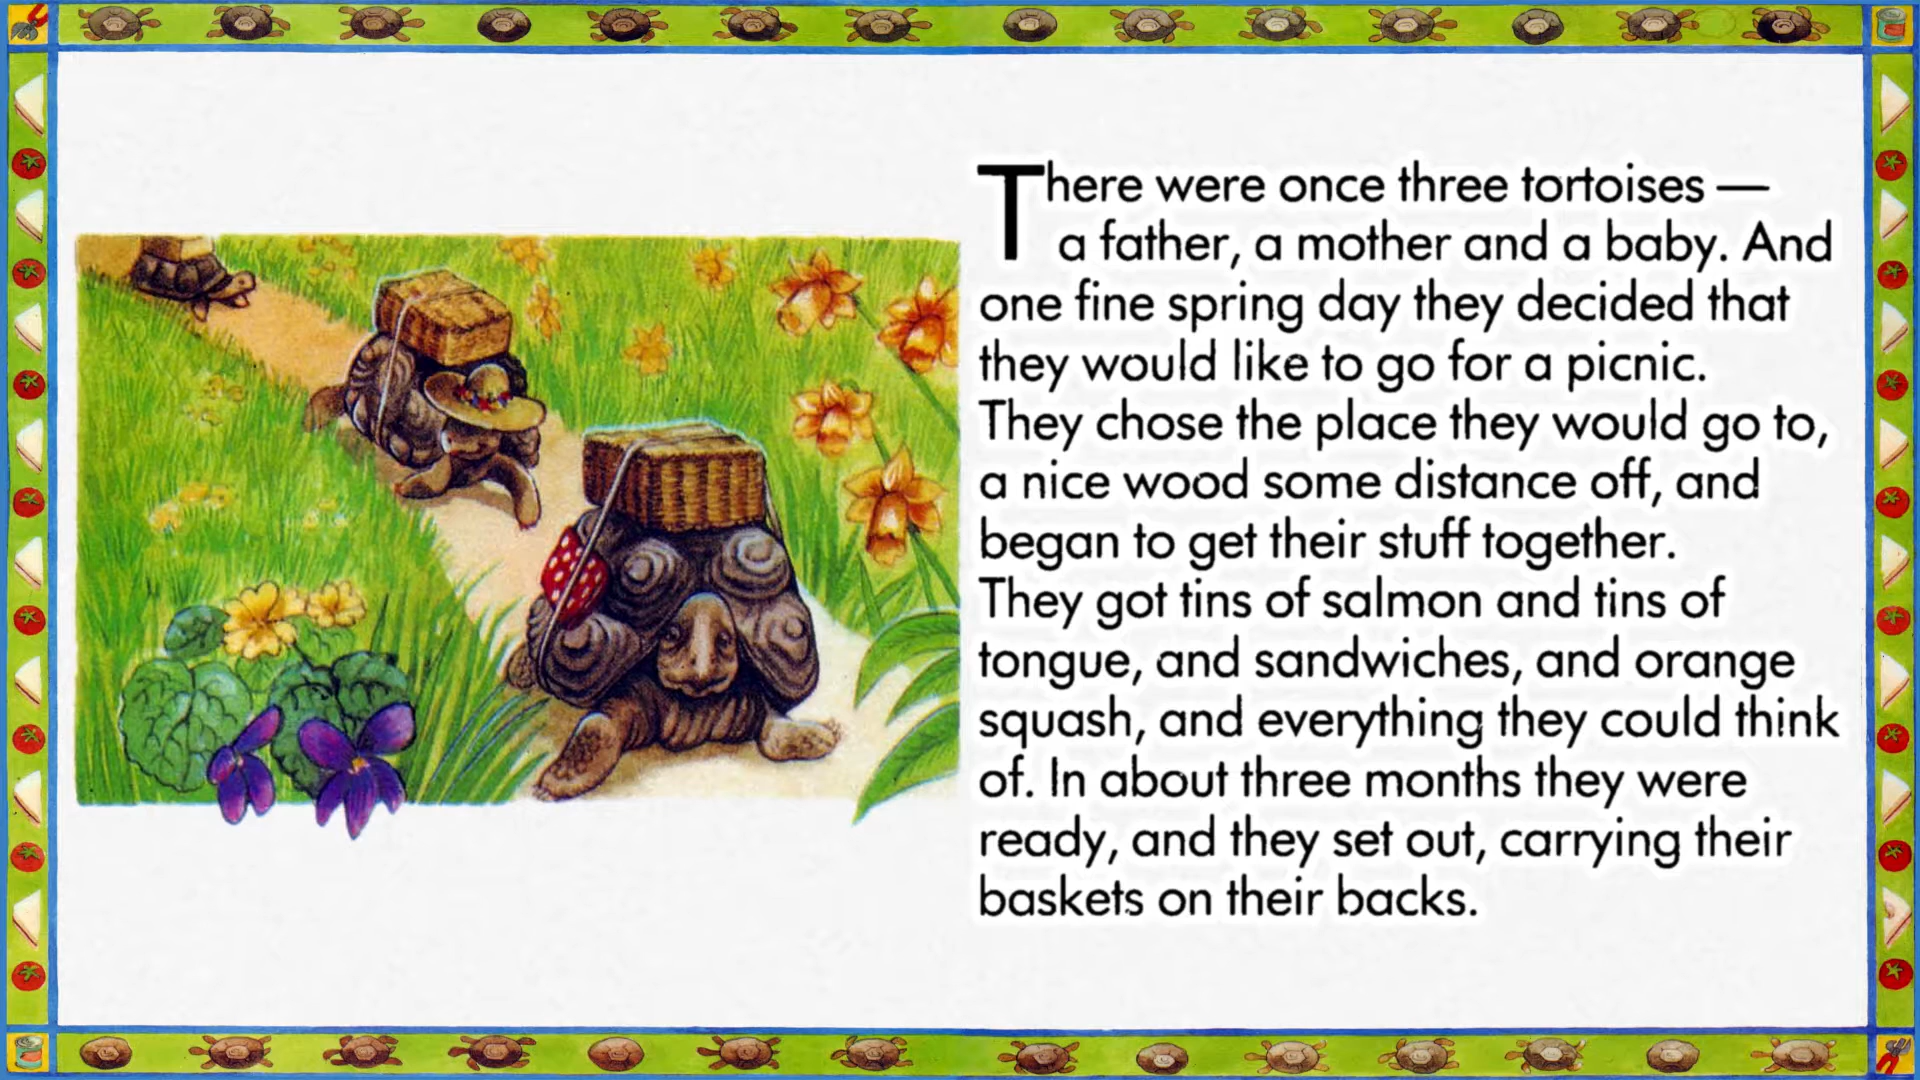 There were once three tortoises —
a father, a mother and a baby. And
one fine spring day they decided that
they would like to go for a picnic.
They chose the place they would go to,
a nice wood some distance off, and
began to get their stuff together.
They got tins of salmon and tins of
tongue, and sandwiches, and orange
squash, and everything they could think
of. In about three months they were
ready, and they set out, carrying their
baskets on their backs.